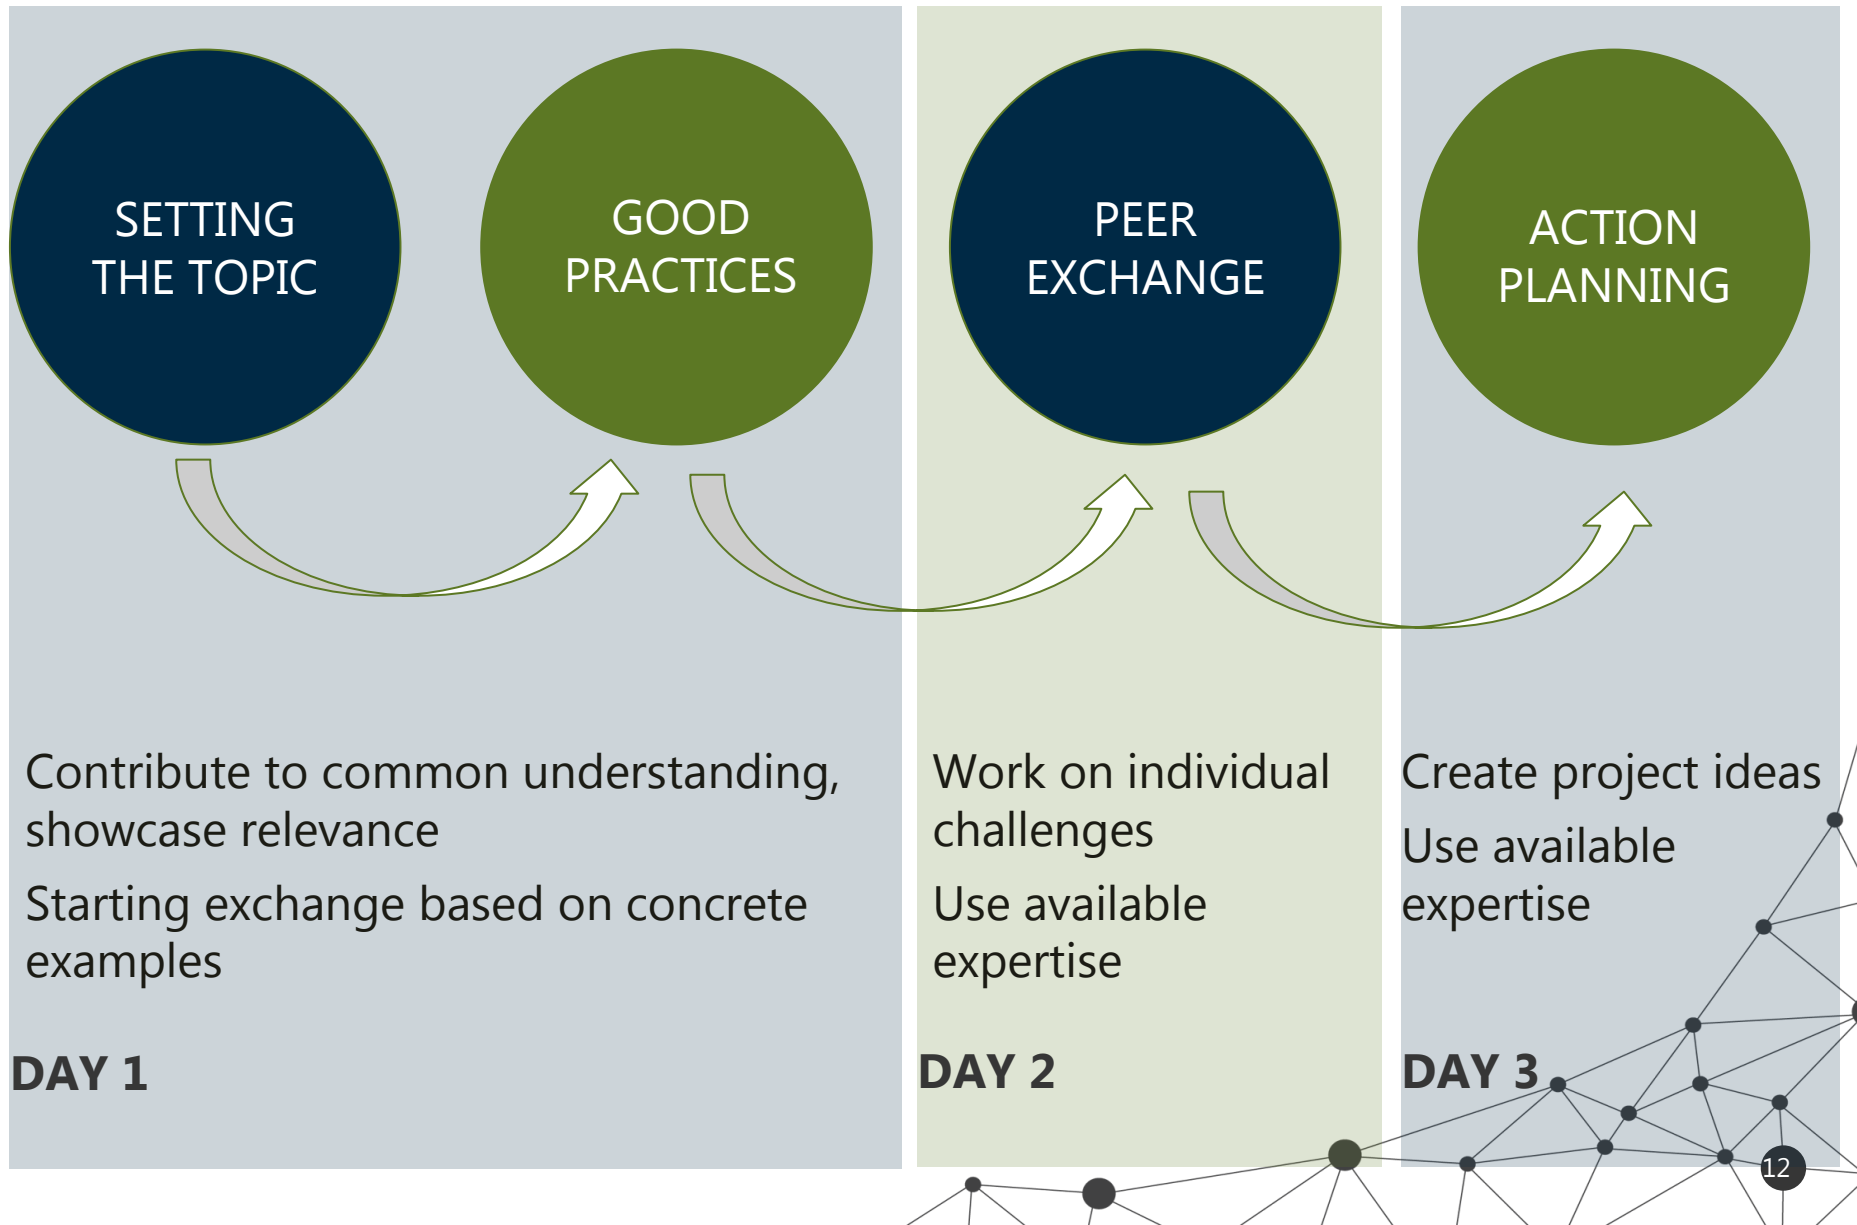 SETTING
THE TOPIC
GOOD
PRACTICES
PEER
EXCHANGE
ACTION
PLANNING
Contribute to common understanding,
showcase relevance
Starting exchange based on concrete
examples
DAY 1
Work on individual
challenges
Use available
expertise
DAY 2
Create project ideas
Use available
expertise
DAY 3
12